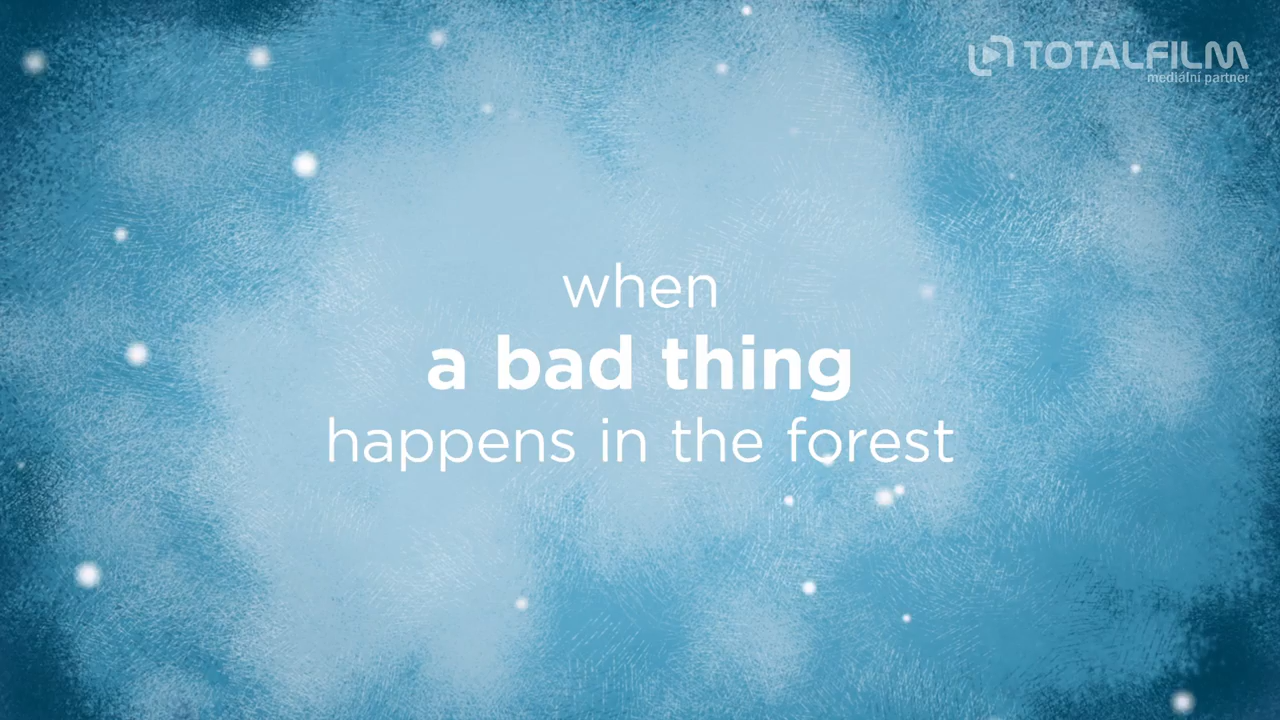 TOTALFILM
mediální partner
when
a bad thing
happens in the forest